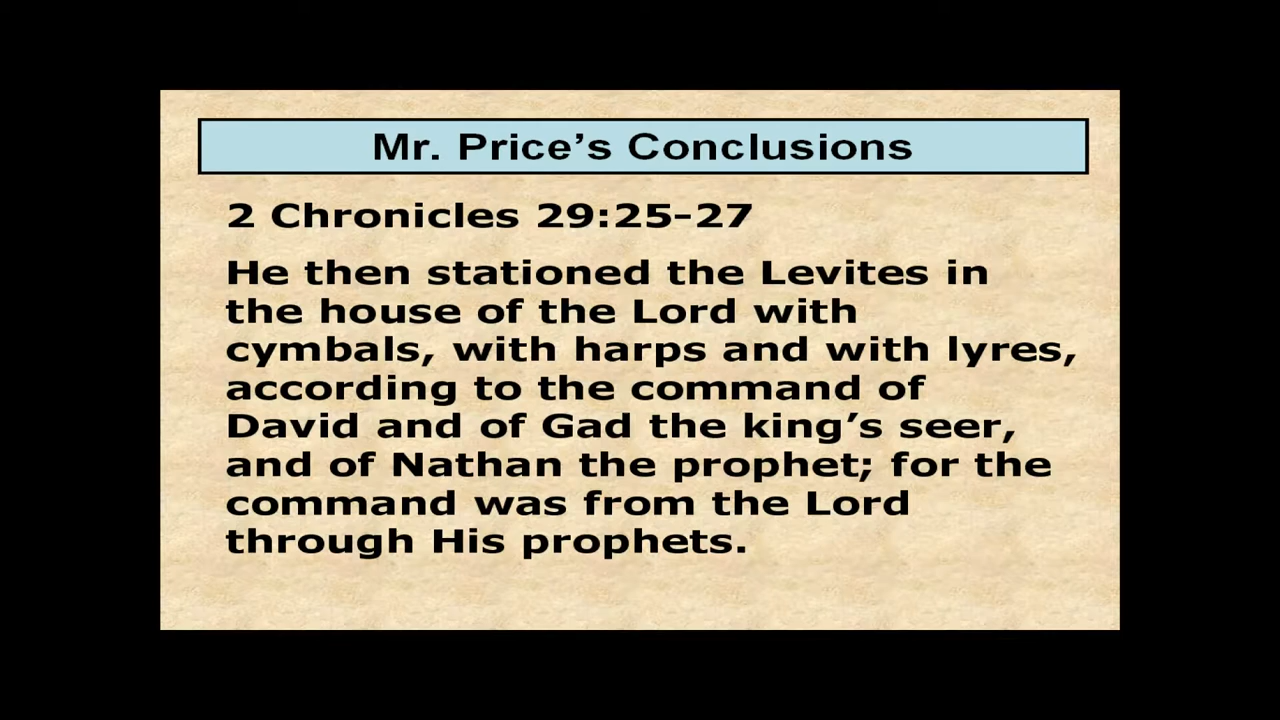 Mr. Price’s Conclusions
2 Chronicles 29:25–27
He then stationed the Levites in
the house of the Lord with
cymbals, with harps and with lyres,
according to the command of
David and of Gad the king’s seer,
and of Nathan the prophet; for the
command was from the Lord
through His prophets.